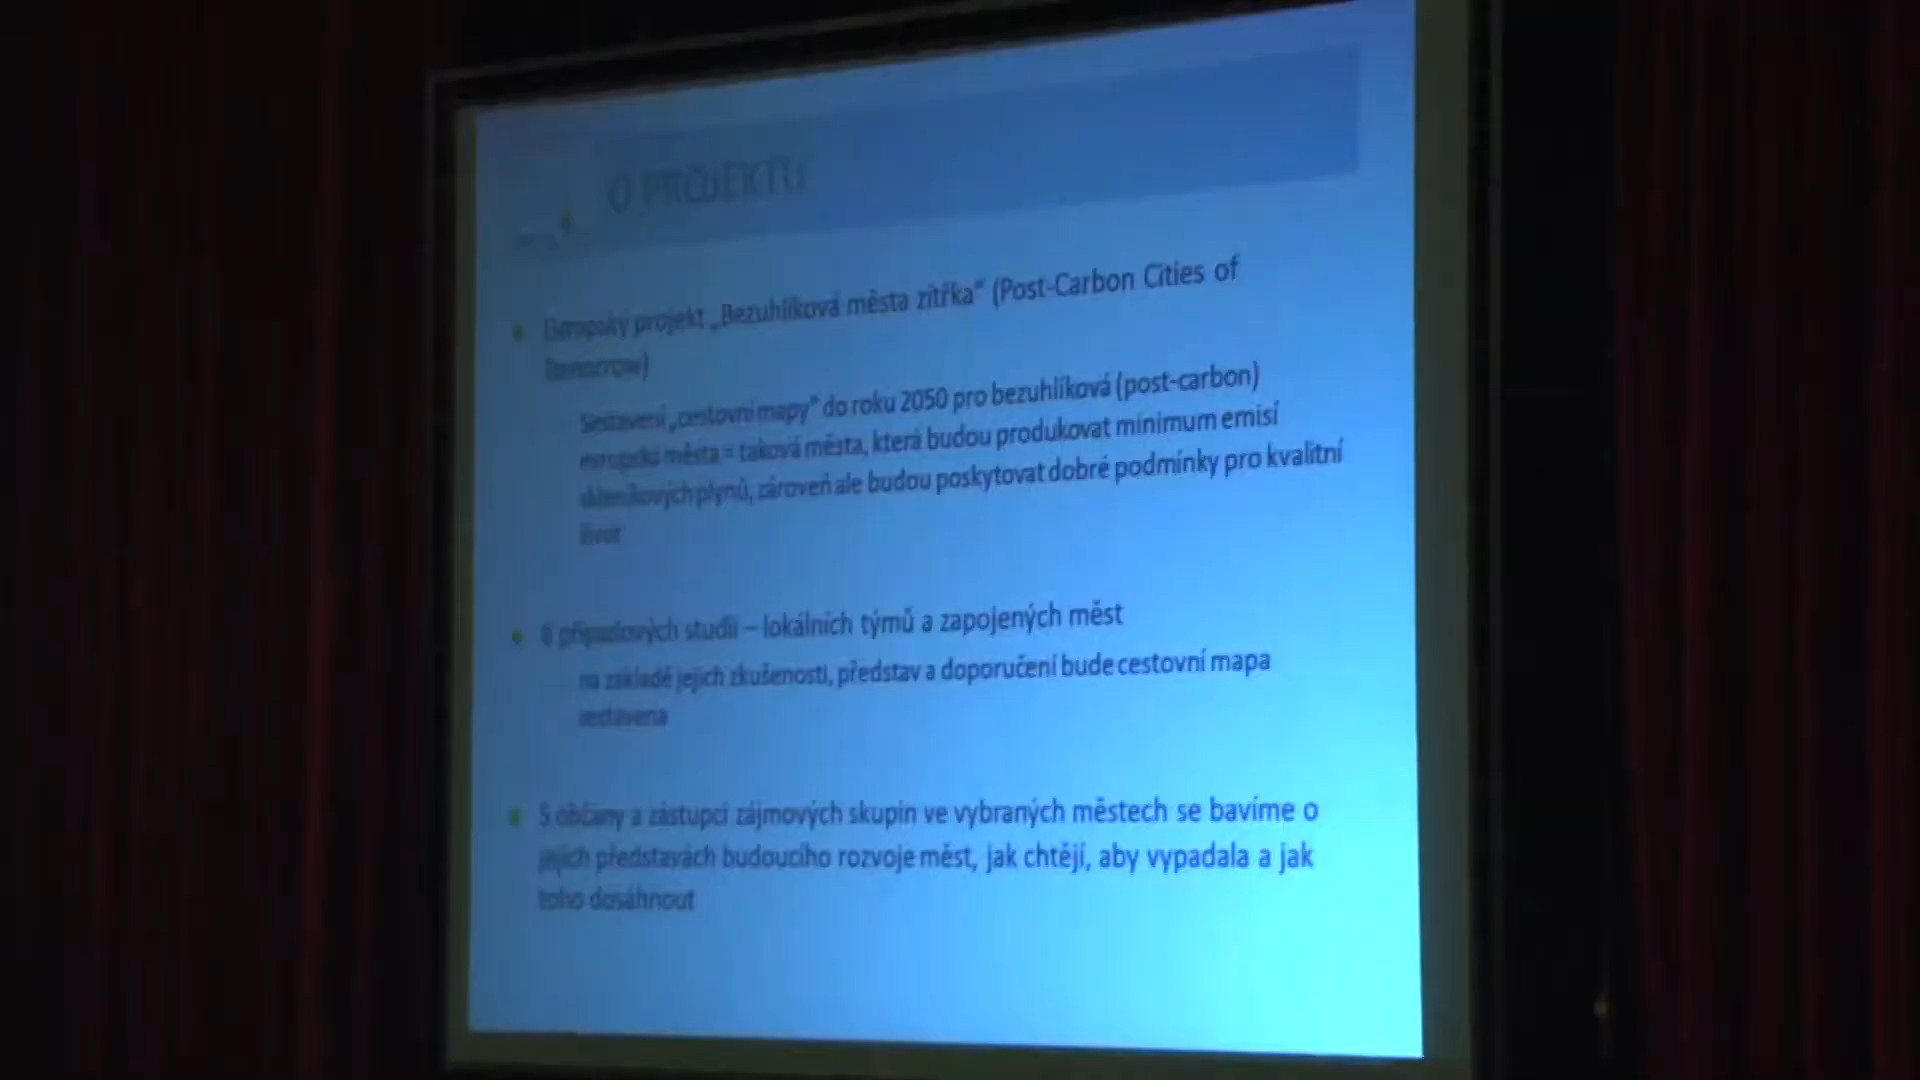 O PROJEKTU
Evropský projekt „Bezuhlíková města zítřka“ (Post-Carbon Cities of
Tomorrow)
Sestavení „cestovní mapy“ do roku 2050 pro bezuhlíková (post-carbon)
evropská města = taková města, která budou produkovat minimum emisí
skleníkových plynů, zároveň ale budou poskytovat dobré podmínky pro kvalitní
život
případových studií – lokálních týmů a zapojených měst
na základě jejich zkušeností, představ a doporučení bude cestovní mapa
sestavena
S občany a zástupci zájmových skupin ve vybraných městech se bavíme o
jejich představách budoucího rozvoje měst, jak chtějí, aby vypadala a jak
toho dosáhnout